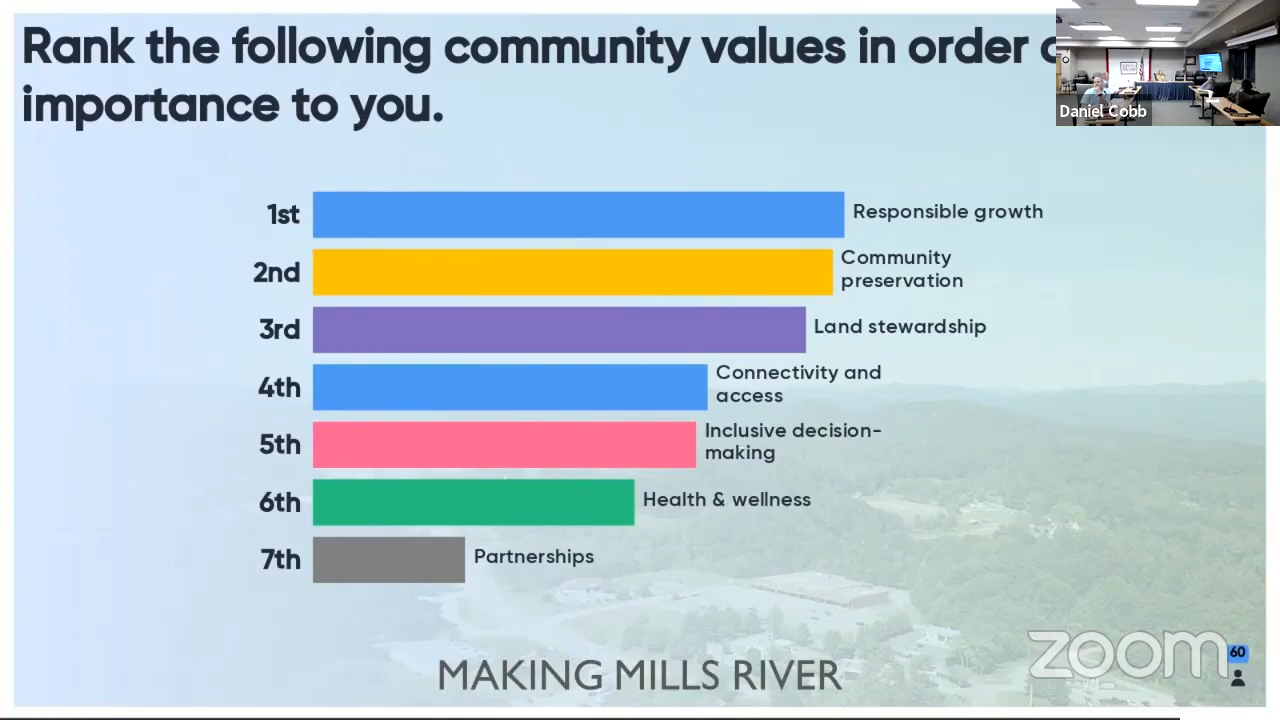 Rank the following community values in order
importance to you.
Daniel Cobb
1st
Responsible growth
2nd
Community
preservation
3rd
Land stewardship
4th
Connectivity and
access
5th
Inclusive decision-
making
6th
Health & wellness
7th
Partnerships
MAKING MILLS RIVER
zoom
60